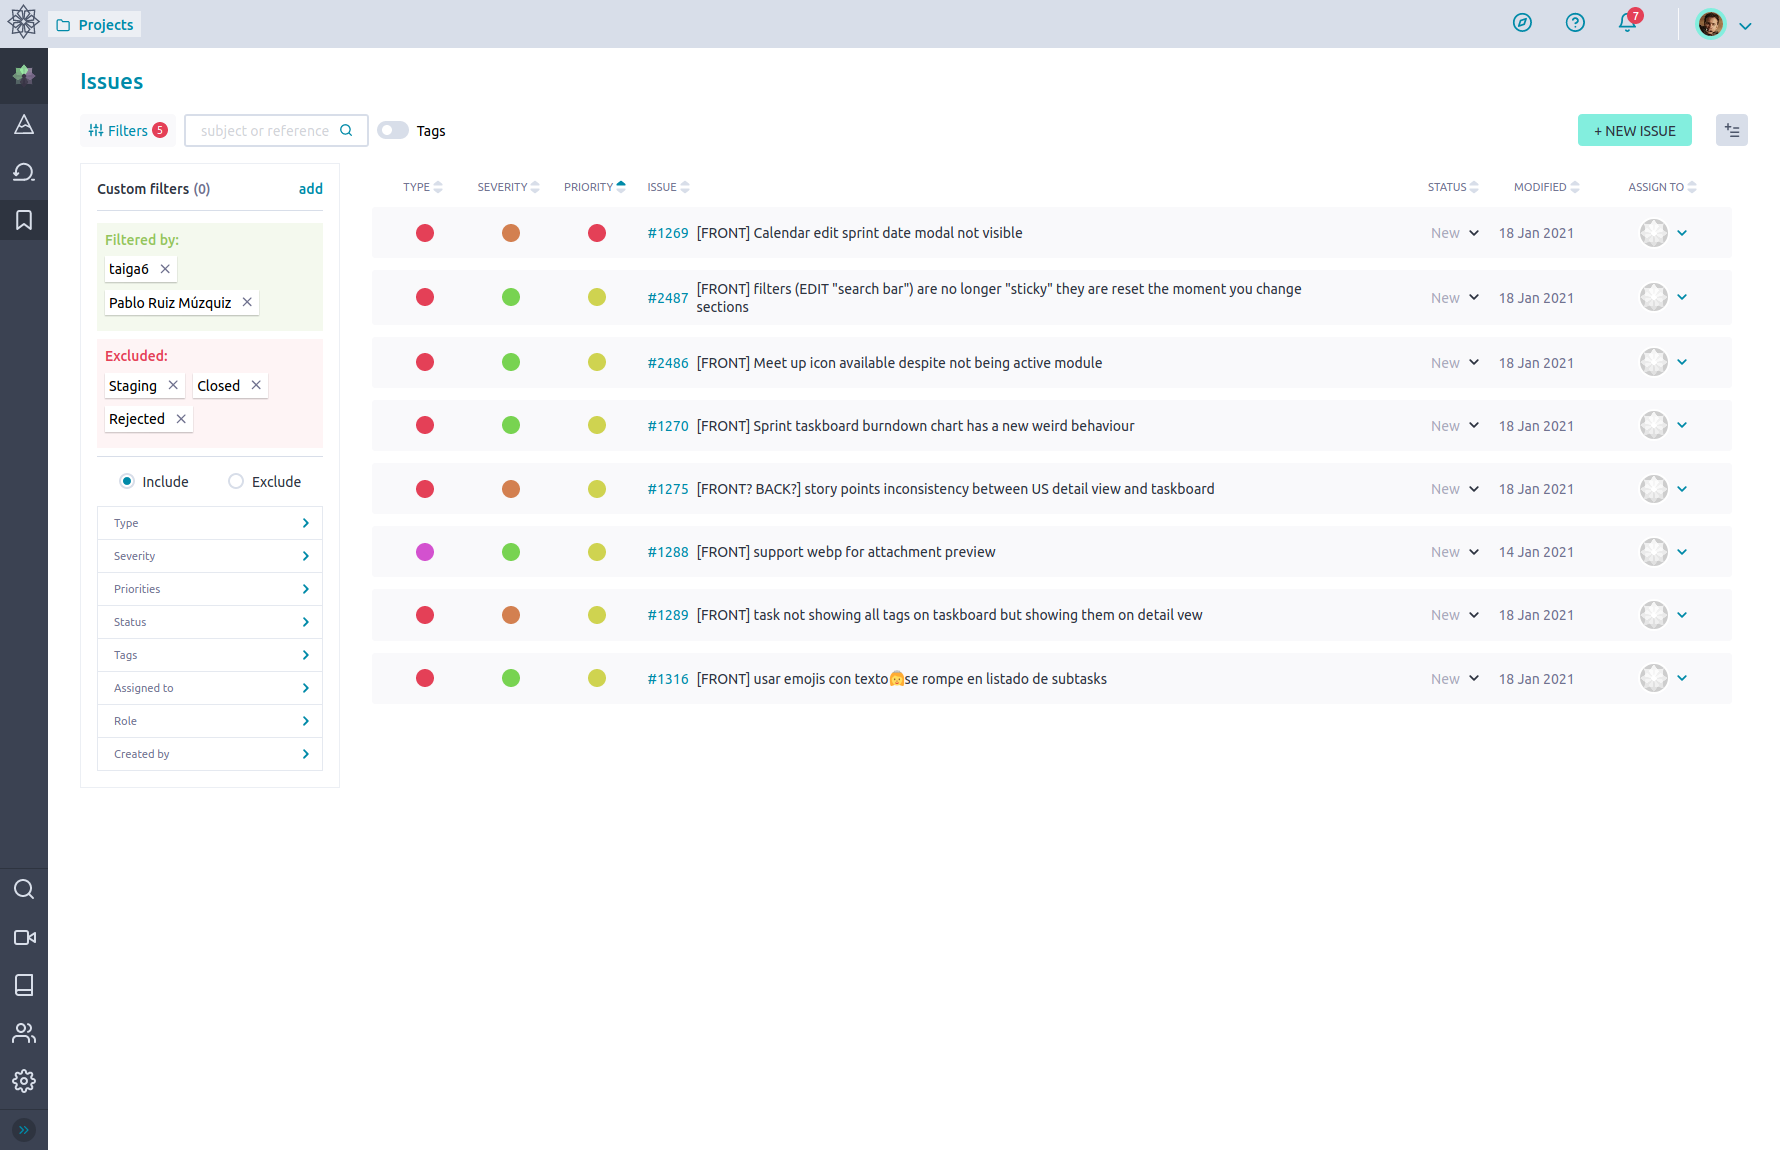 Projects
7
Issues
Filters 5
subject or reference
Tags
+ NEW ISSUE
Custom filters (0)
add
Filtered by:
taiga6
Pablo Ruiz Múzquiz
Excluded:
Staging
Closed
Rejected
Include
Exclude
Type
Severity
Priorities
Status
Tags
Assigned to
Role
Created by
TYPE SEVERITY PRIORITY ISSUE STATUS MODIFIED ASSIGN TO
#1269 [FRONT] Calendar edit sprint date modal not visible New 18 Jan 2021
#2487 [FRONT] filters (EDIT "search bar") are no longer "sticky" they are reset the moment you change
sections New 18 Jan 2021
#2486 [FRONT] Meet up icon available despite not being active module New 18 Jan 2021
#1270 [FRONT] Sprint taskboard burndown chart has a new weird behaviour New 18 Jan 2021
#1275 [FRONT? BACK?] story points inconsistency between US detail view and taskboard New 18 Jan 2021
#1288 [FRONT] support webp for attachment preview New 14 Jan 2021
#1289 [FRONT] task not showing all tags on taskboard but showing them on detail vew New 18 Jan 2021
#1316 [FRONT] usar emojis con texto se rompe en listado de subtasks New 18 Jan 2021